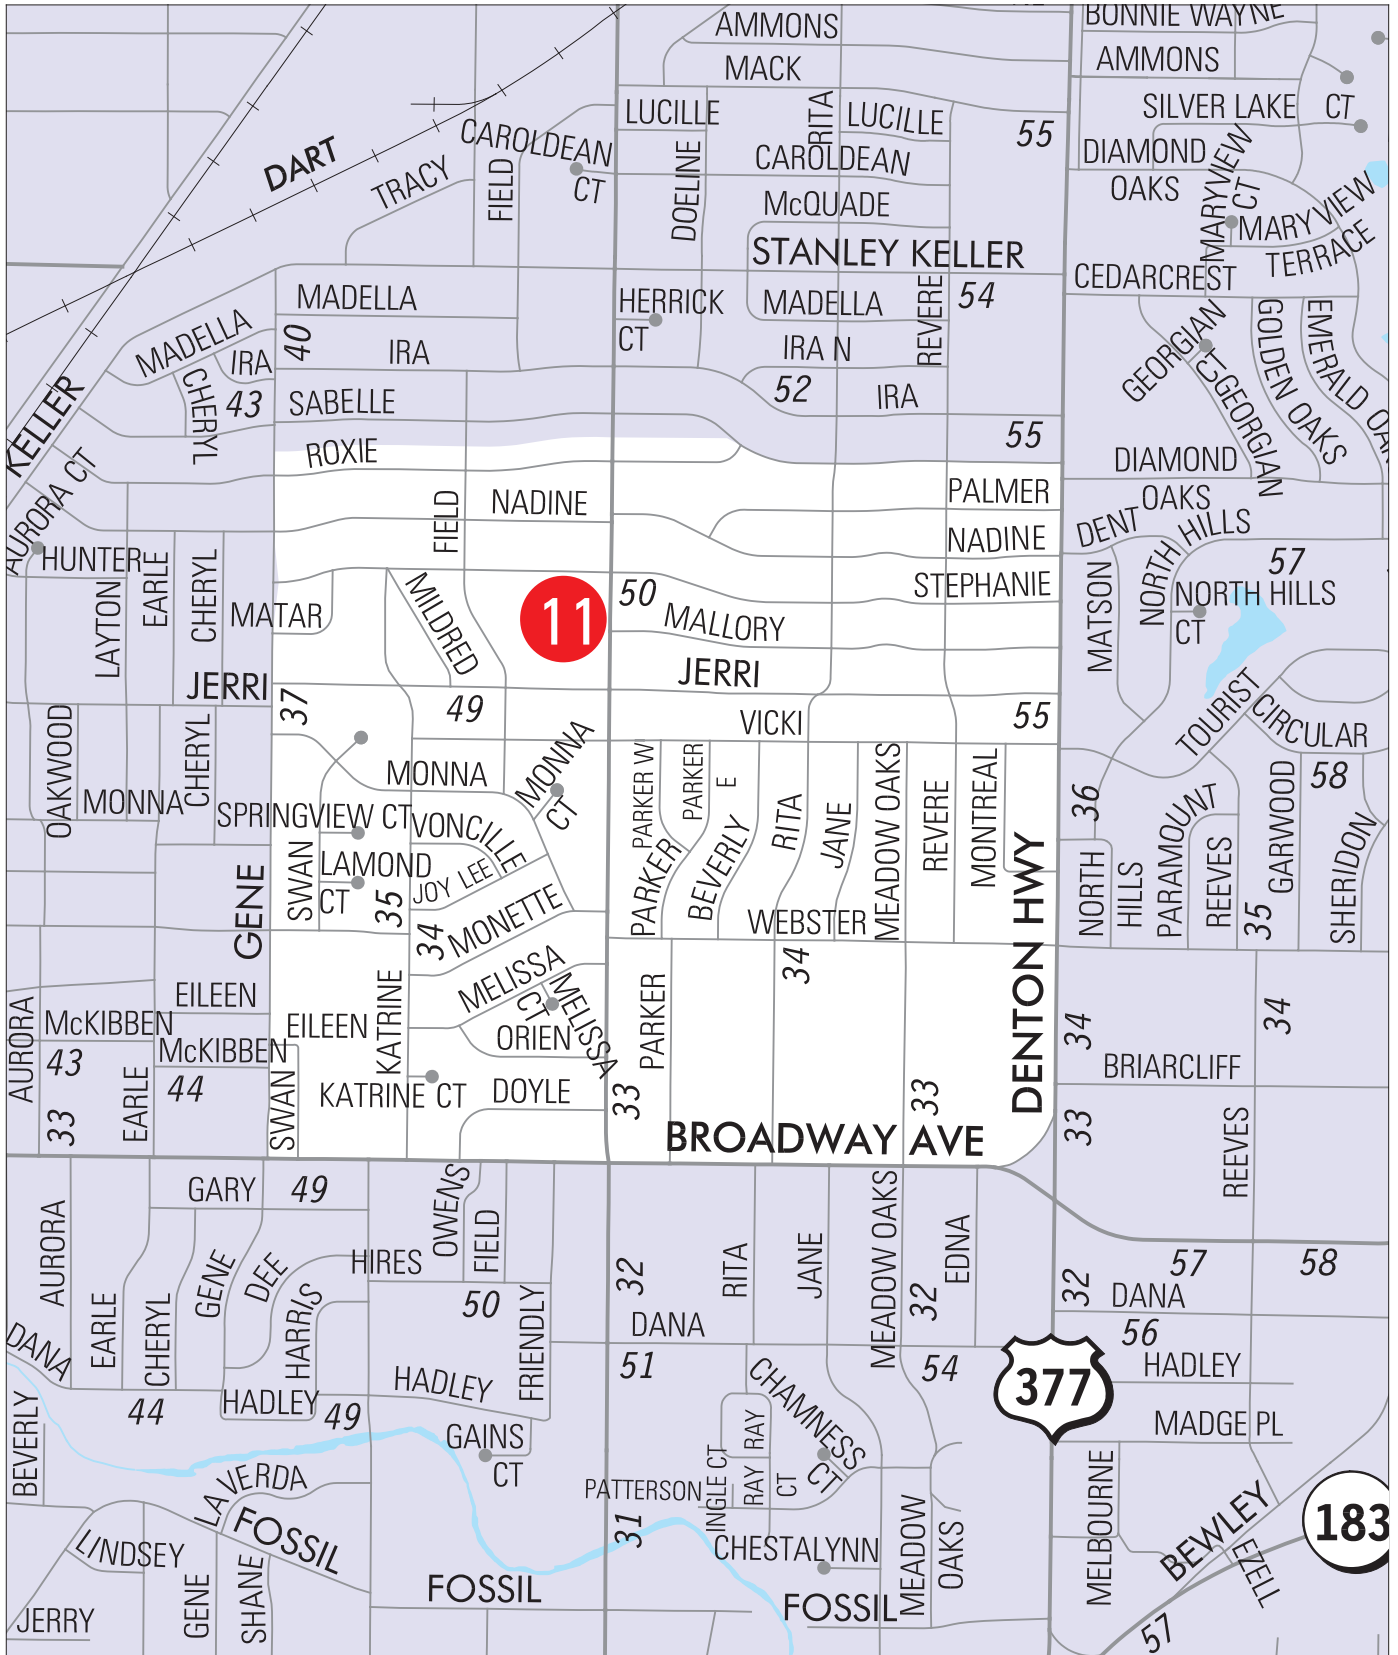 AMMONS
BONNIE WAYNE
MACK
AMMONS
LUCILLE
RITA
LUCILLE
55
SILVER LAKE
CT
DART
CAROLDEAN
CT
TRACY
FIELD
DOELINE
CAROLDEAN
DIAMOND
OAKS
MARYVIEW
CT
McQUADE
MARY VIEW
TERRACE
STANLEY KELLER
CEDARCREST
MADELLA
HERRICK
CT
MADELLA
REVERE
54
MADELLA
IRA
40
IRA
IRA N
GEORGIAN
CT
GEORGIAN
GOLDEN OAKS
EMERALD OA
KELLER
CHERYL
43
SABELLE
52
IRA
55
ROXIE
DIAMOND
OAKS
AURORA CT
FIELD
NADINE
PALMER
DENT
NORTH
HILLS
HUNTER
EARLE
CHERYL
NADINE
57
LAYTON
MATAR
MILDRED
11
50
MALLORY
STEPHANIE
MATSON
NORTH HILLS
CT
JERRI
JERRI
37
49
VICKI
55
TOURIST
CIRCULAR
OAKWOOD
MONNA
CHERYL
MONNA
MONNA
CT
PARKER W
PARKER
E
BEVERLY
RITA
JANE
MEADOW OAKS
REVERE
MONTREAL
36
58
SPRINGVIEW CT
VONCILLE
PARKER
PARAMOUNT
REEVES
GARWOOD
SHERIDON
LAMOND
CT
SWAN
JOY LEE
35
GENE
34
MONETTE
WEBSTER
34
DENTON HWY
NORTH
HILLS
35
AURORA
EILEEN
McKIBBEN
43
McKIBBEN
44
EARLE
33
EILEEN
KATRINE
MELISSA
CT
MELISSA
ORIEN
PARKER
34
34
BRIARCLIFF
SWAN
KATRINE CT
DOYLE
33
33
33
BROADWAY AVE
REEVES
GARY
49
OWENS
FIELD
AURORA
EARLE
CHERYL
GENE
DEE
HARRIS
HIRES
50
FRIENDLY
32
RITA
JANE
MEADOW OAKS
32
EDNA
32
57
58
DANA
DANA
DANA
56
51
54
377
HADLEY
HADLEY
44
HADLEY
49
BEVERLY
GAINS
CT
CHAMNESS
CT
MADGE PL
LAVERDA
PATTERSON
INGLE CT
RAY
RAY
CT
MELBOURNE
BEWLEY
183
FOSSIL
31
CHESTALYNN
MEADOW
OAKS
LINDSEY
EZELL
JERRY
GENE
SHANE
FOSSIL
FOSSIL
57